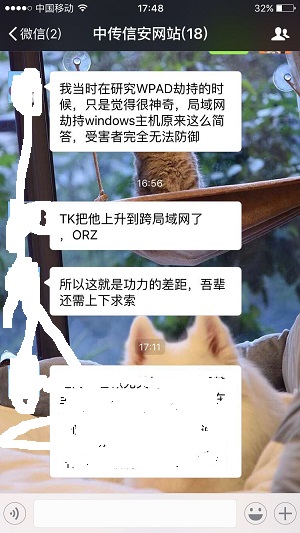 中国移动 17:48 32%
微信(2) 中传信安网站(18)
我当时在研究WPAD劫持的时
候，只是觉得很神奇，局域网
劫持windows主机原来这么简
答，受害者完全无法防御
16:56
TK把他上升到跨局域网了
，ORZ
所以这就是功力的差距，吾辈
还需上下求索
17:11